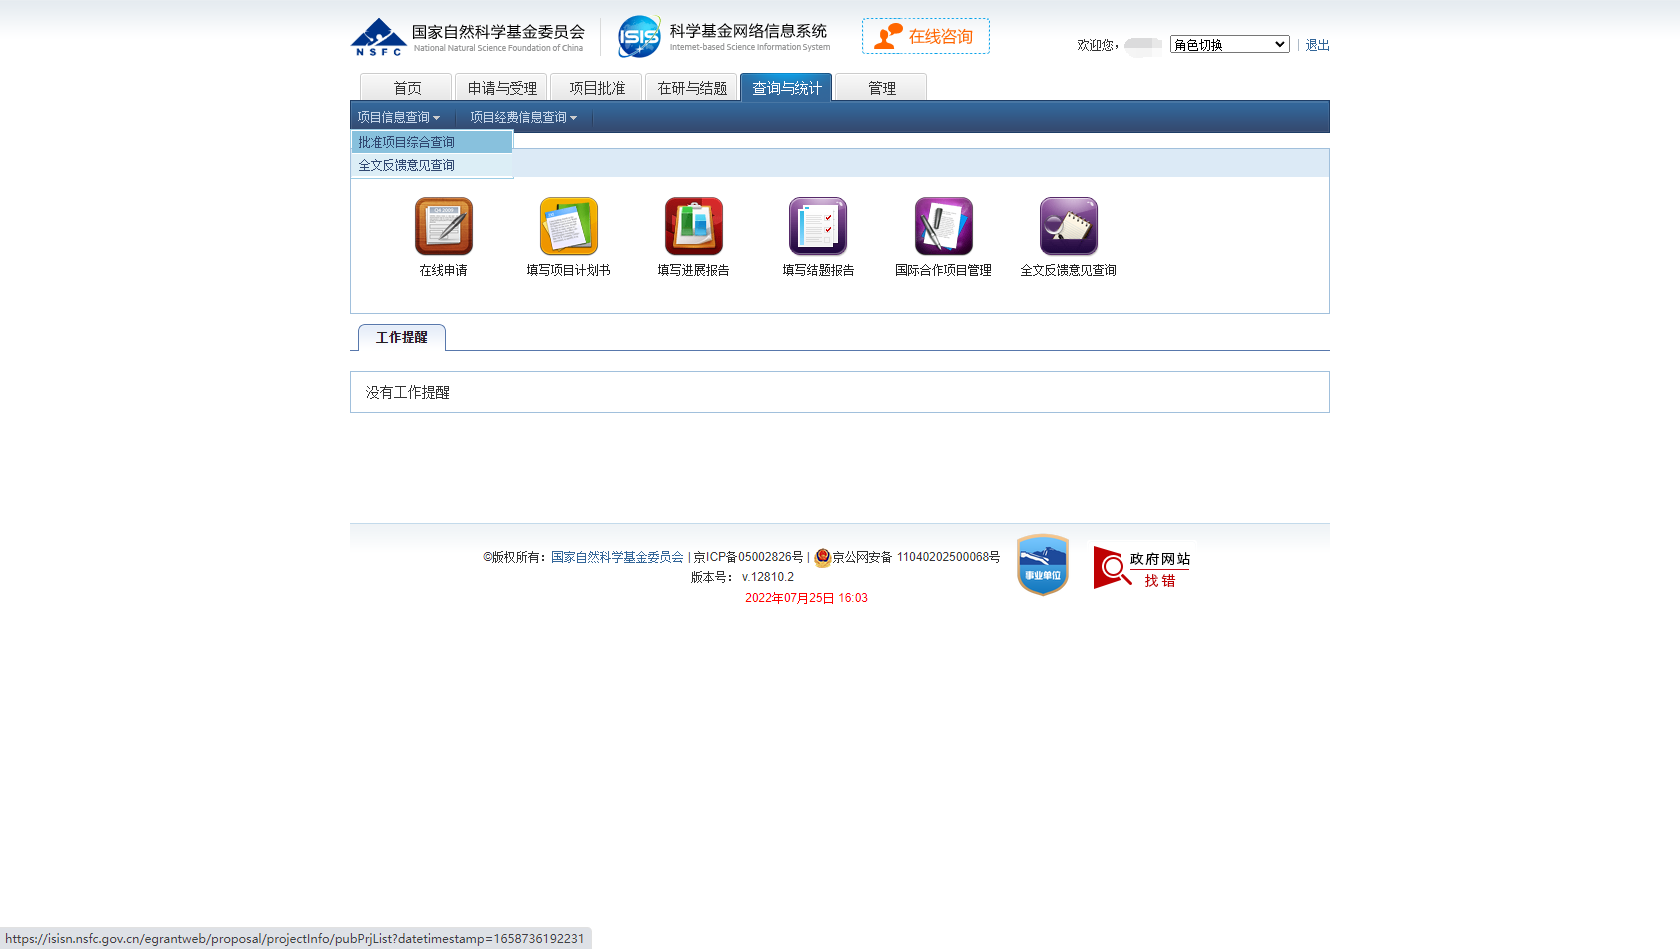 国家自然科学基金委员会
National Natural Science Foundation of China
NSFC
ISIS
科学基金网络信息系统
Internet-based Science Information System
在线咨询
欢迎您，
角色切换
退出
首页
申请与受理
项目批准
在研与结题
查询与统计
管理
项目信息查询
项目经费信息查询
批准项目综合查询
全文反馈意见查询
在线申请
填写项目计划书
填写进展报告
填写结题报告
国际合作项目管理
全文反馈意见查询
工作提醒
没有工作提醒
©版权所有：国家自然科学基金委员会 | 京ICP备05002826号 | 京公网安备 11040202500068号
版本号： v.12810.2
2022年07月25日 16:03
事业单位
政府网站
找错
https://isisn.nsfc.gov.cn/egrantweb/proposal/projectInfo/pubPrjList?datetimestamp=1658736192231